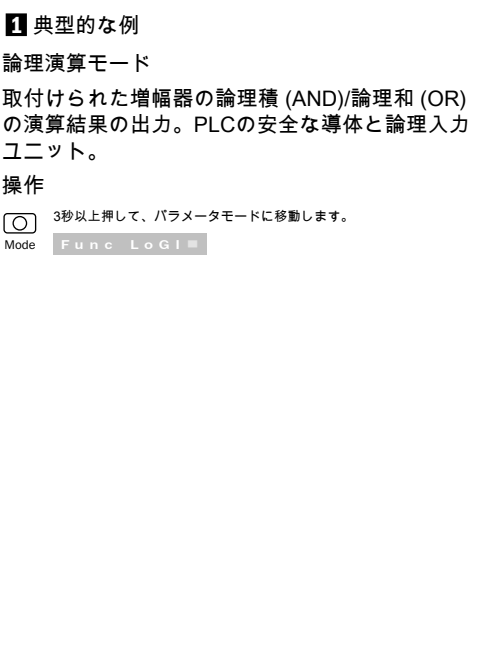 1 典型的な例
論理演算モード
取付けられた増幅器の論理積 (AND)/論理和 (OR)
の演算結果の出力。PLCの安全な導体と論理入力
ユニット。
操作
3秒以上押して、パラメータモードに移動します。
Mode
Func LoGI■